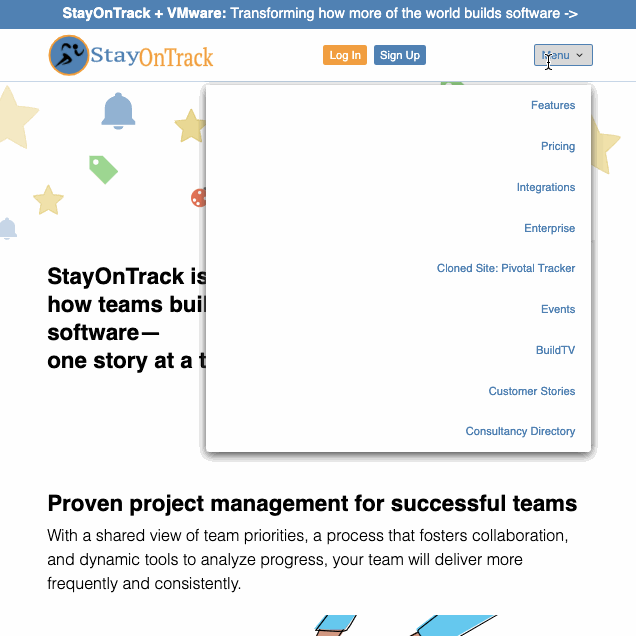 StayOnTrack + VMware: Transforming how more of the world builds software ->
StayOnTrack
Log In
Sign Up
Menu
Features
Pricing
Integrations
Enterprise
Cloned Site: Pivotal Tracker
Events
BuildTV
Customer Stories
Consultancy Directory
StayOnTrack is
how teams buil
software—
one story at a t
Proven project management for successful teams
With a shared view of team priorities, a process that fosters collaboration,
and dynamic tools to analyze progress, your team will deliver more
frequently and consistently.